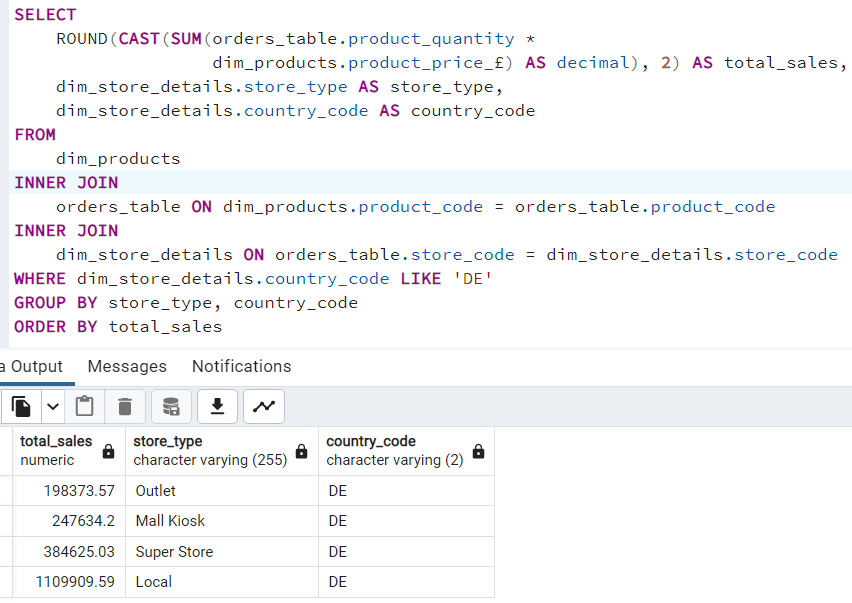 SELECT
ROUND(CAST(SUM(orders_table.product_quantity *
dim_products.product_price_£) AS decimal), 2) AS total_sales,
dim_store_details.store_type AS store_type,
dim_store_details.country_code AS country_code
FROM
dim_products
INNER JOIN
orders_table ON dim_products.product_code = orders_table.product_code
INNER JOIN
dim_store_details ON orders_table.store_code = dim_store_details.store_code
WHERE dim_store_details.country_code LIKE 'DE'
GROUP BY store_type, country_code
ORDER BY total_sales
a Output Messages Notifications
total_sales store_type country_code
numeric character varying (255) character varying (2)
198373.57 Outlet DE
247634.2 Mall Kiosk DE
384625.03 Super Store DE
1109909.59 Local DE